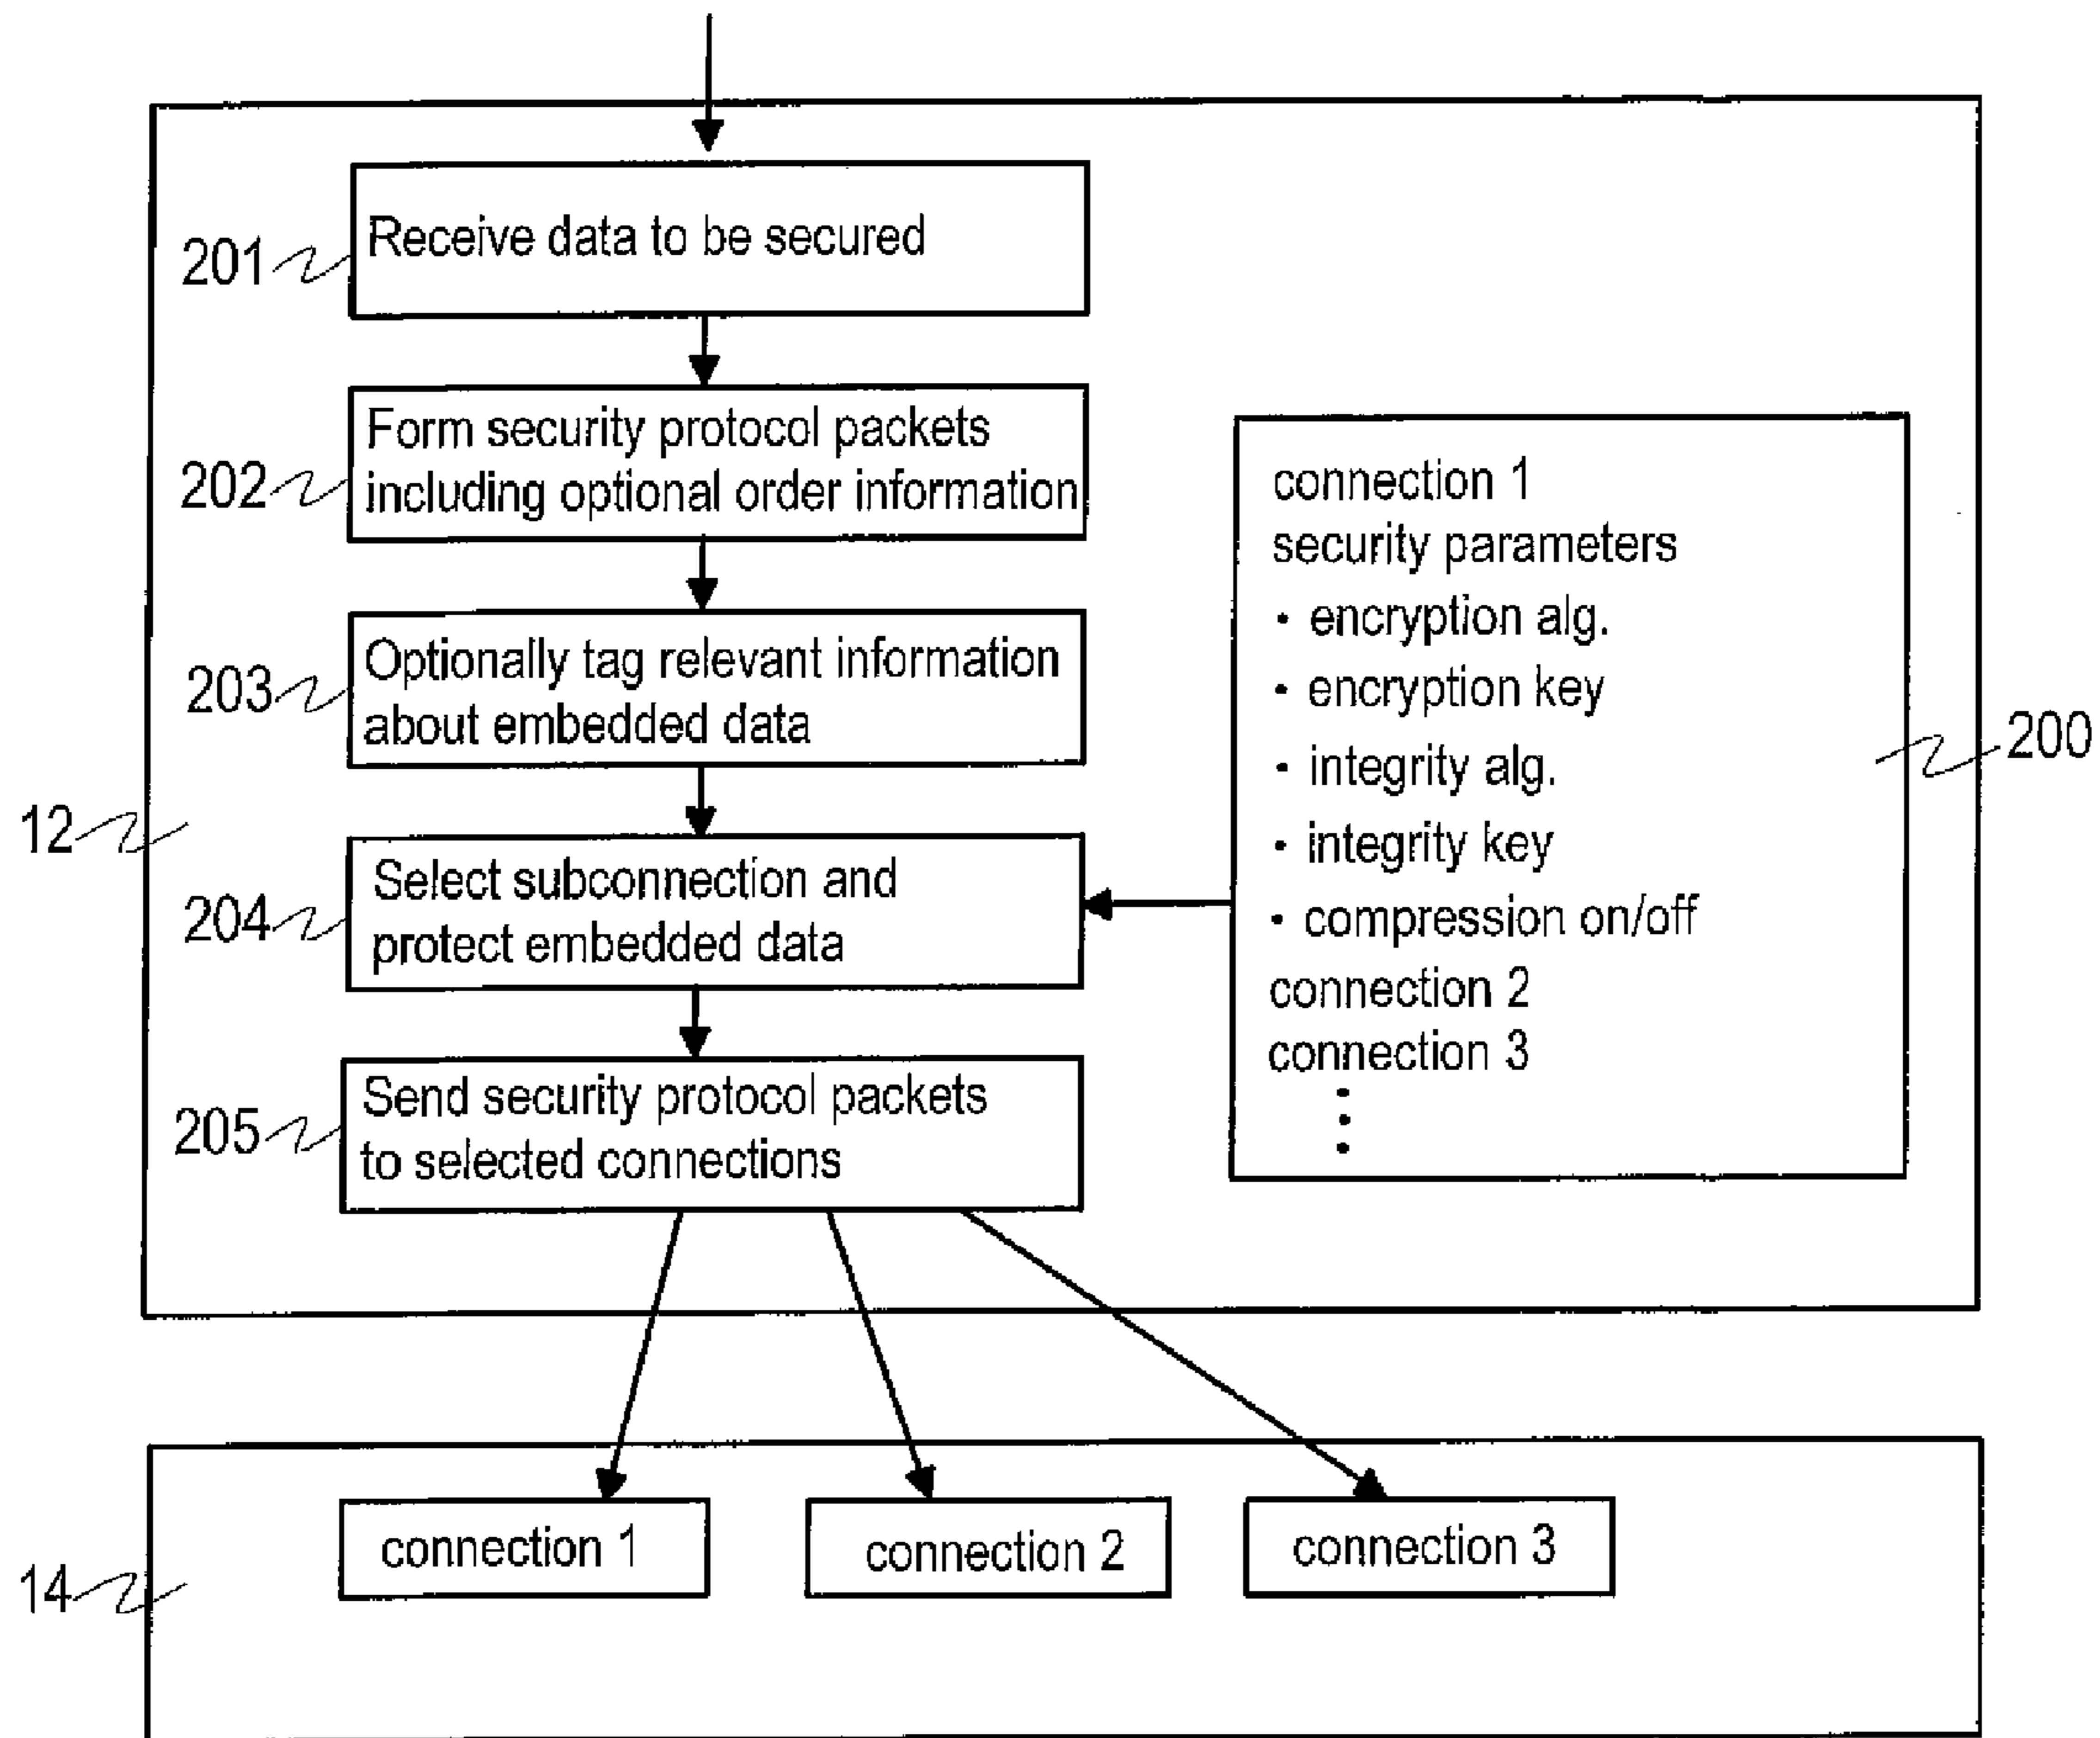 201
Receive data to be secured
202
Form security protocol packets
including optional order information
203
Optionally tag relevant information
about embedded data
12
204
Select subconnection and
protect embedded data
205
Send security protocol packets
to selected connections
connection 1
security parameters
• encryption alg.
• encryption key
• integrity alg.
• integrity key
• compression on/off
connection 2
connection 3
200
14
connection 1
connection 2
connection 3